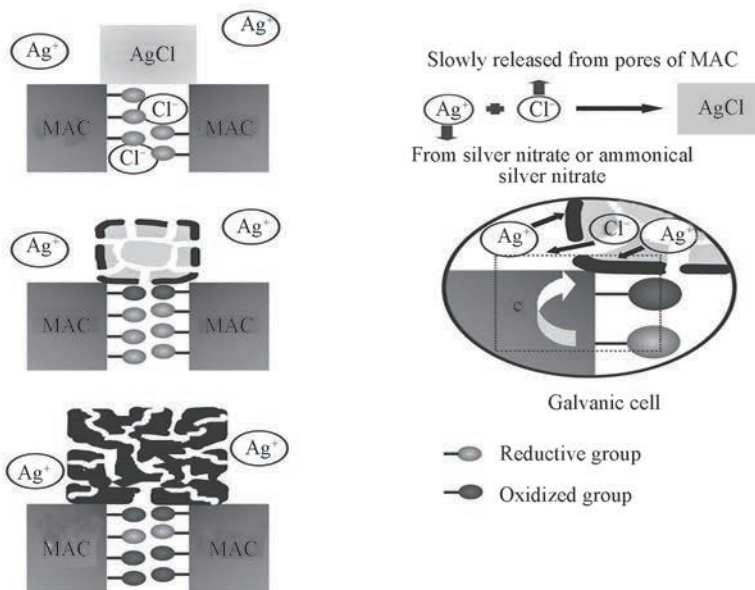 Ag⁺
Ag⁺
AgCl
MAC
Cl⁻
MAC
Cl⁻
Ag⁺
Ag⁺
MAC
MAC
Ag⁺
Ag⁺
MAC
MAC
Slowly released from pores of MAC
Ag⁺
Cl⁻
AgCl
From silver nitrate or ammonical
silver nitrate
Ag⁺
Cl⁻
Ag⁺
e
Galvanic cell
Reductive group
Oxidized group